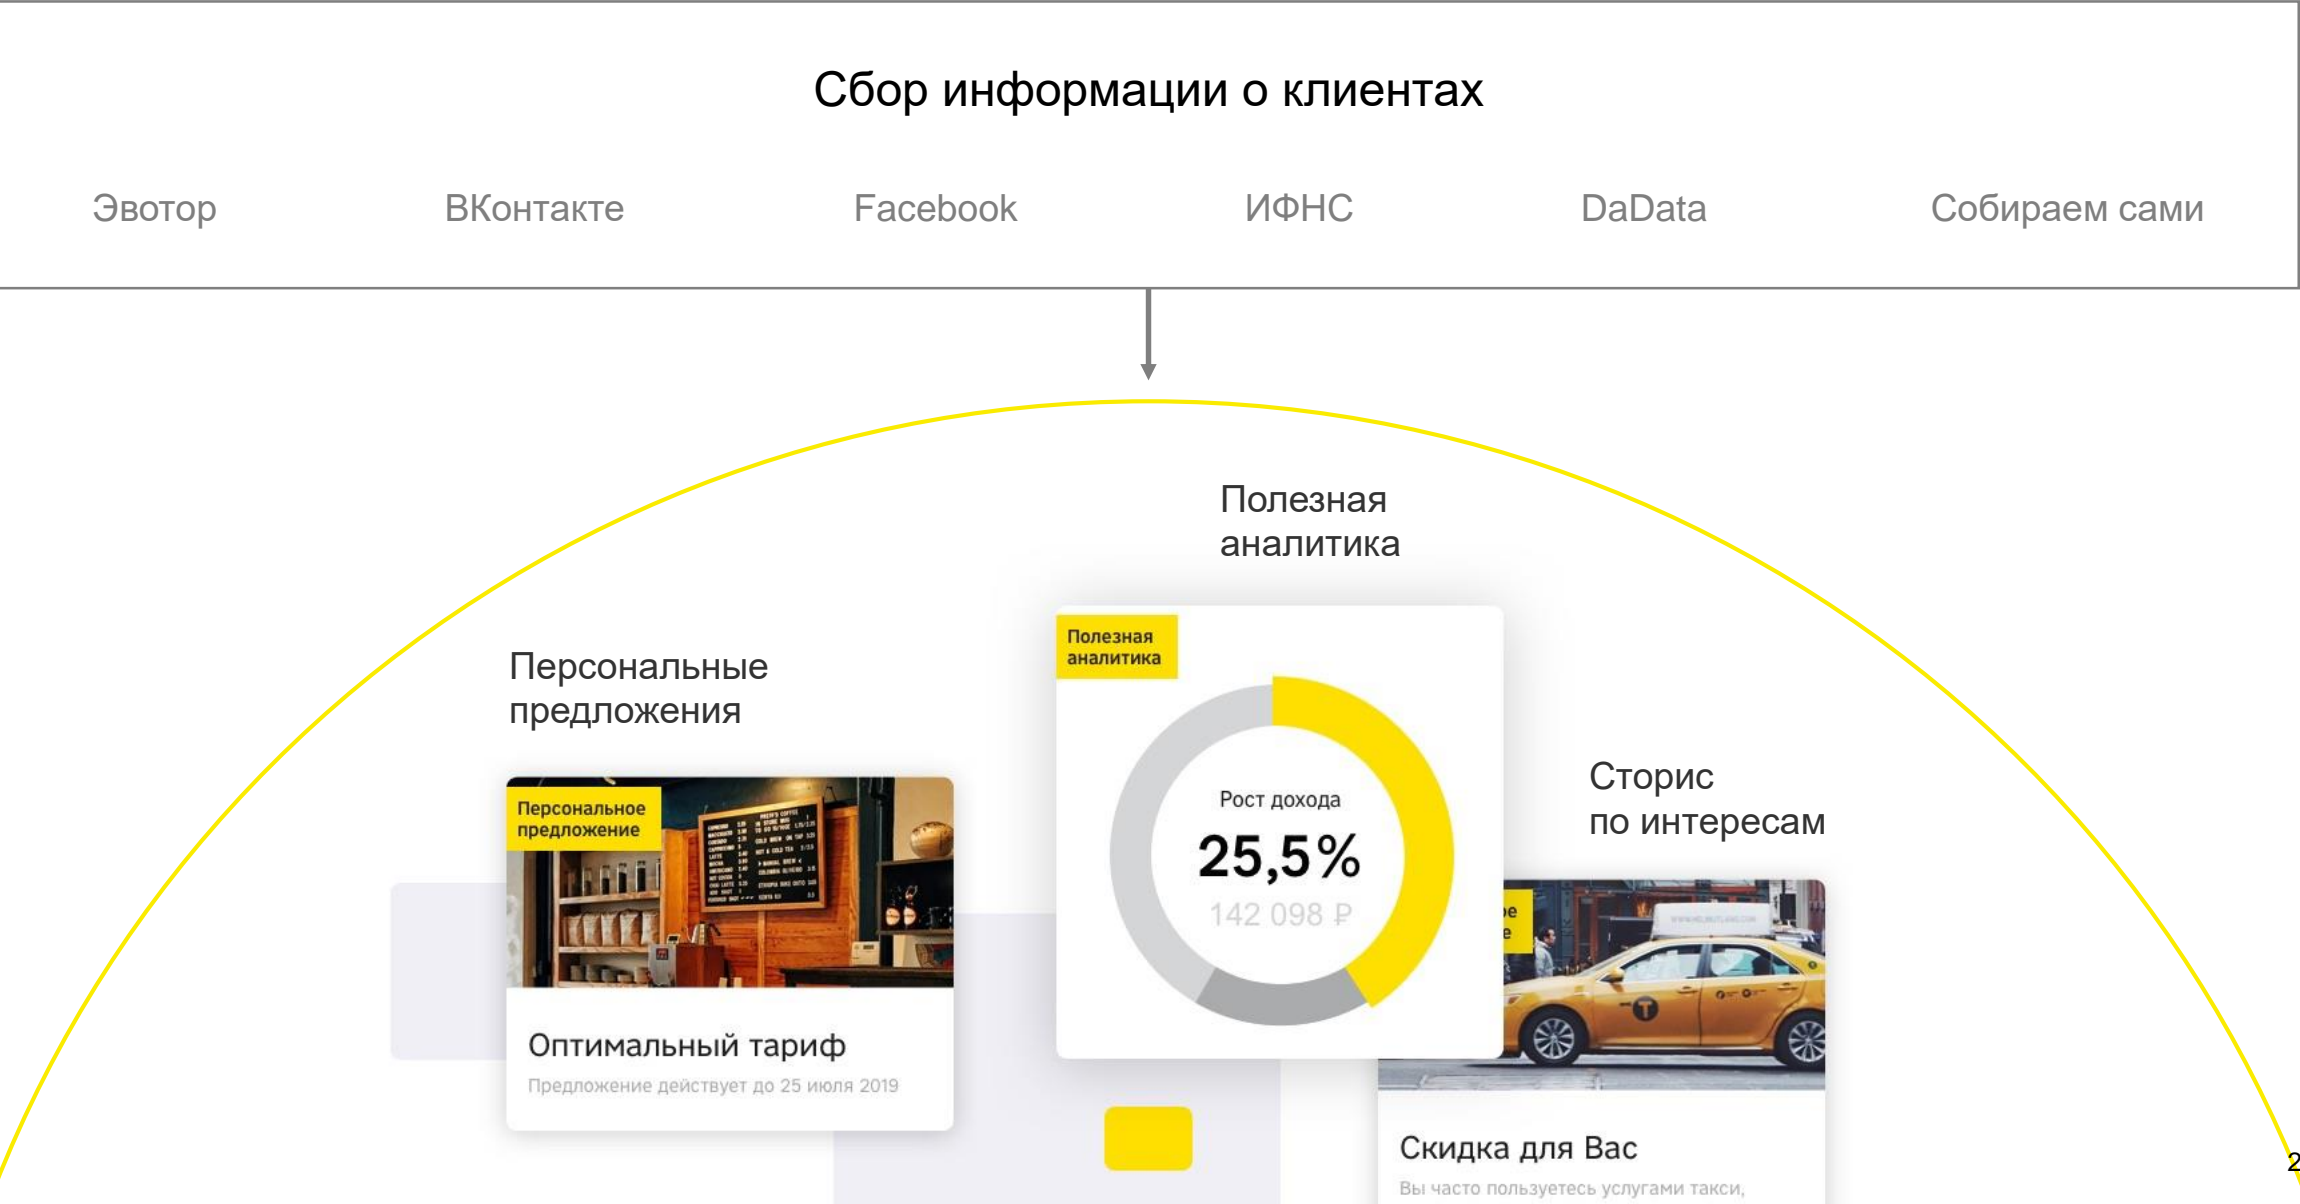 Сбор информации о клиентах
Эвотор ВКонтакте Facebook ИФНС DaData Собираем сами
Полезная
аналитика
Полезная
аналитика
Рост дохода
25,5%
142 098 ₽
Персональные
предложения
Персональное
предложение
Оптимальный тариф
Предложение действует до 25 июля 2019
Сторис
по интересам
Скидка для Вас
Вы часто пользуетесь услугами такси,
2